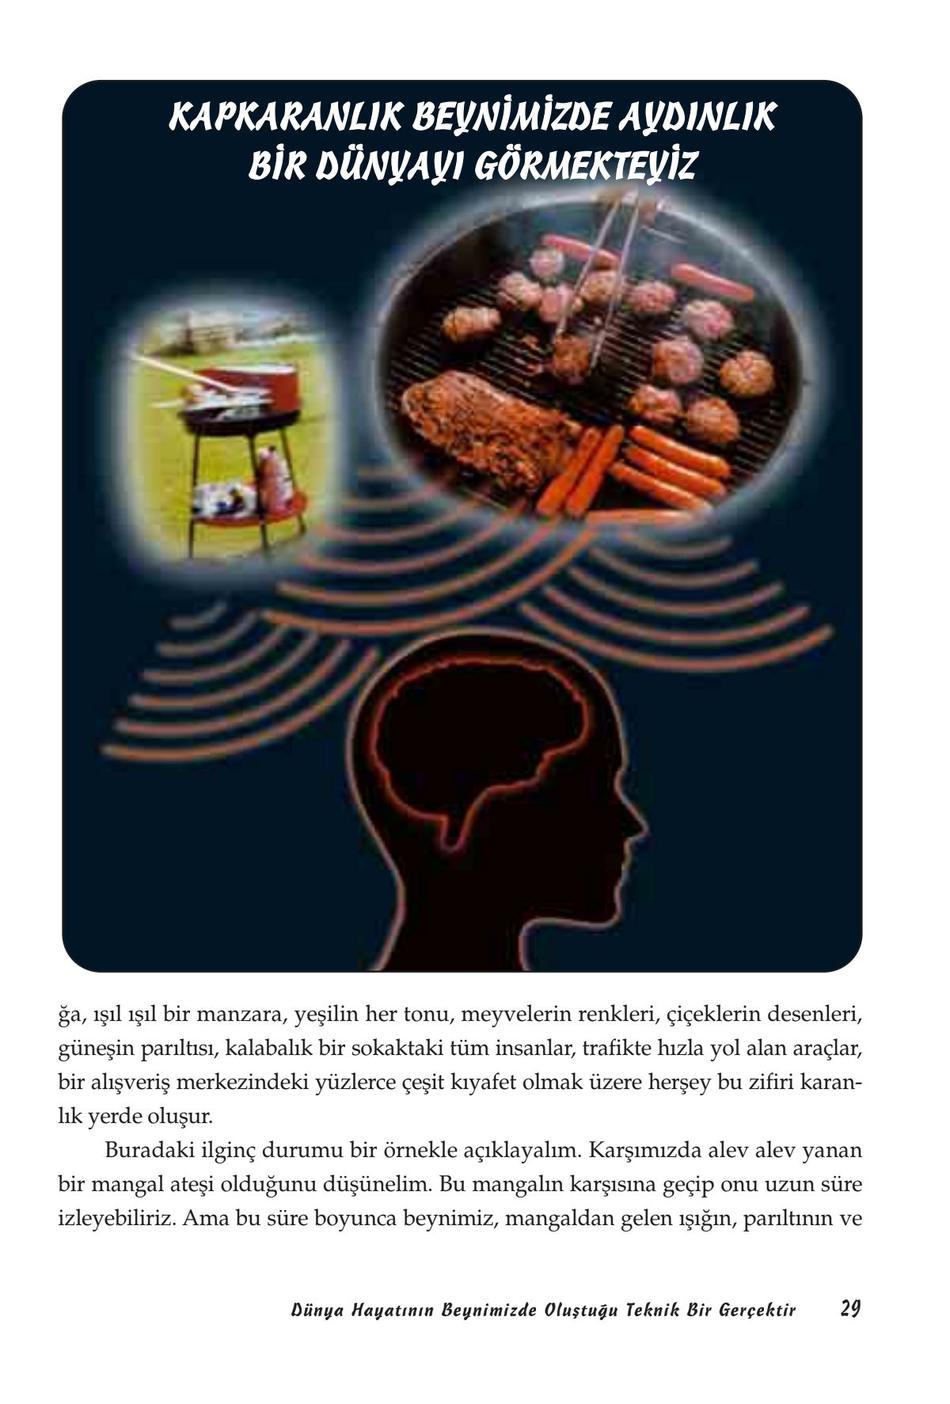 KAPKARANLIK BEYNİMİZDE AYDINLIK
BİR DÜNYAYI GÖRMEKTEYİZ
ğa, ışıl ışıl bir manzara, yeşilin her tonu, meyvelerin renkleri, çiçeklerin desenleri,
güneşin parıltısı, kalabalık bir sokaktaki tüm insanlar, trafikte hızla yol alan araçlar,
bir alışveriş merkezindeki yüzlerce çeşit kıyafet olmak üzere herşey bu zifiri karan-
lık yerde oluşur.
Buradaki ilginç durumu bir örnekle açıklayalım. Karşımızda alev alev yanan
bir mangal ateşi olduğunu düşünelim. Bu mangalın karşısına geçip onu uzun süre
izleyebiliriz. Ama bu süre boyunca beynimiz, mangaldan gelen ışığın, parıltının ve
Dünya Hayatının Beynimizde Oluştuğu Teknik Bir Gerçektir 29